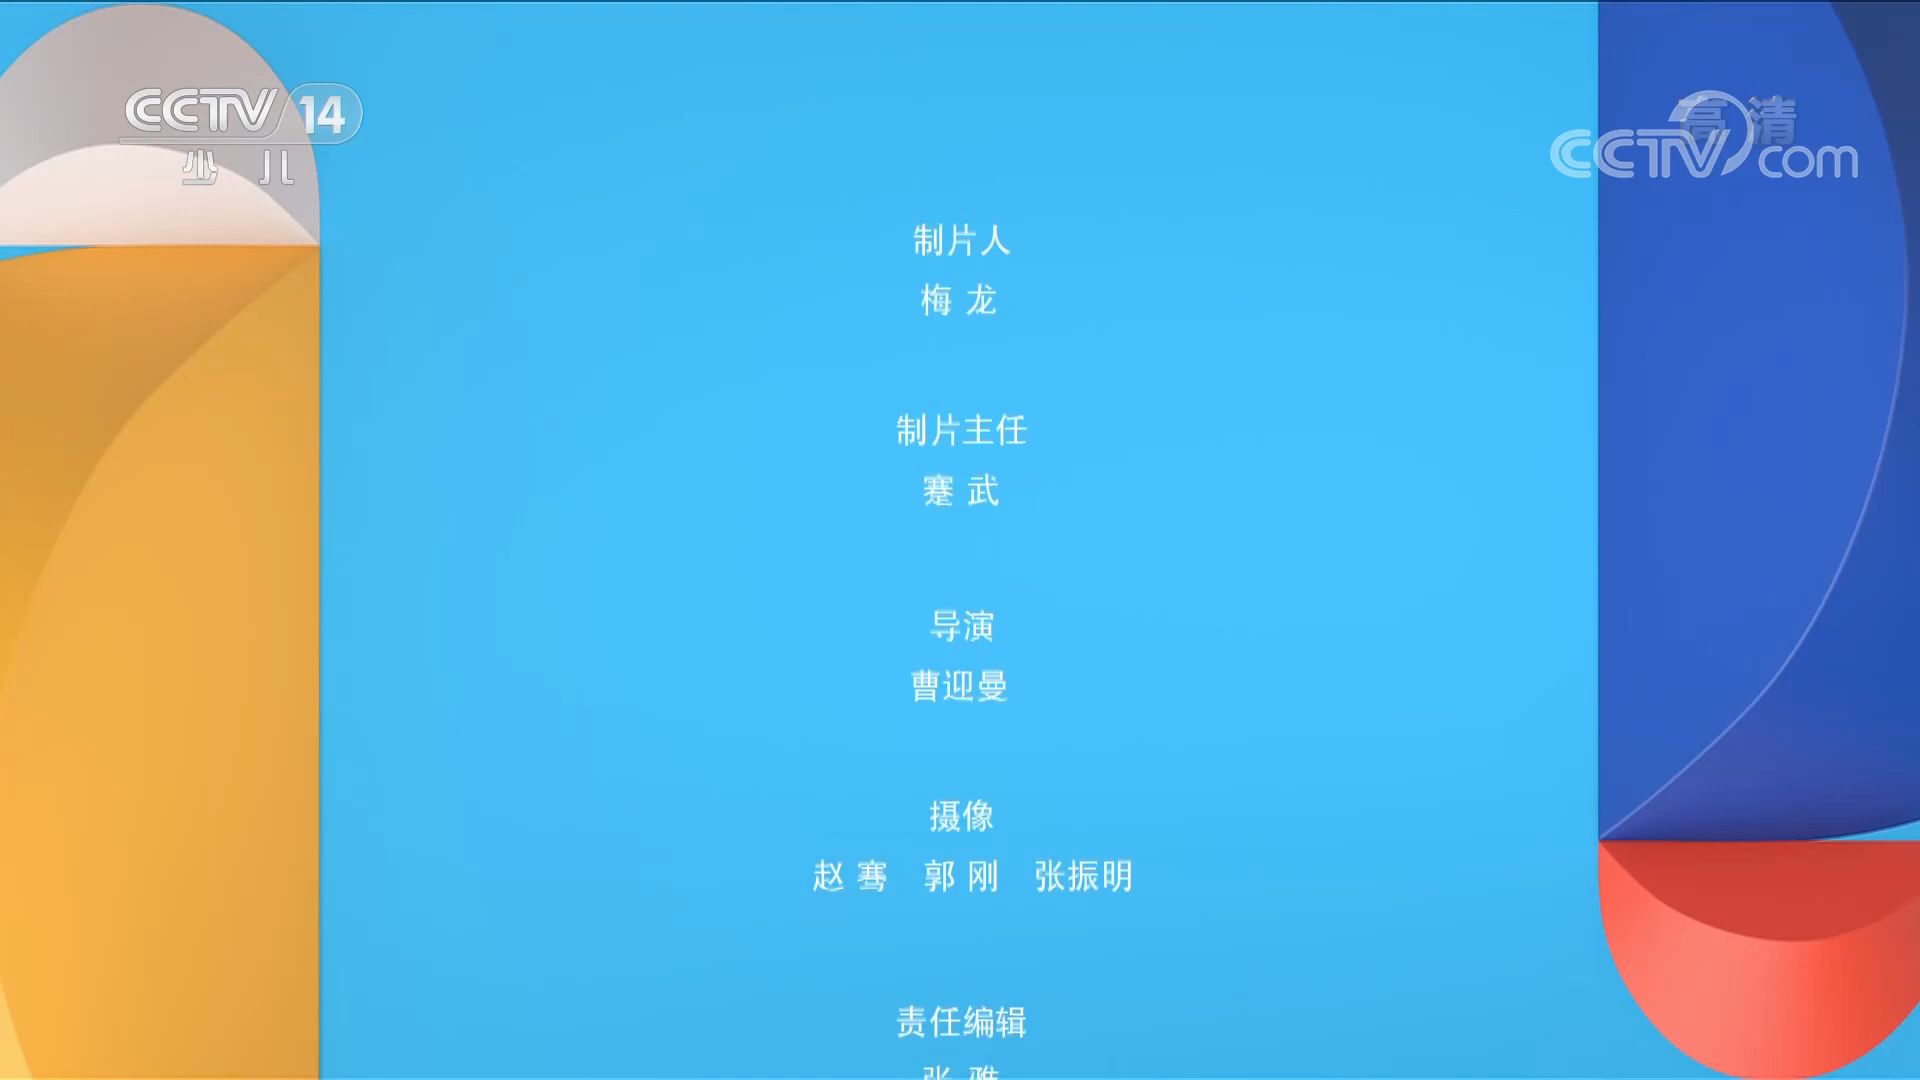 CCTV 14
少儿
高清
CCTV.com
制片人
梅 龙
制片主任
蹇 武
导演
曹迎曼
摄像
赵 骞 郭 刚 张振明
责任编辑